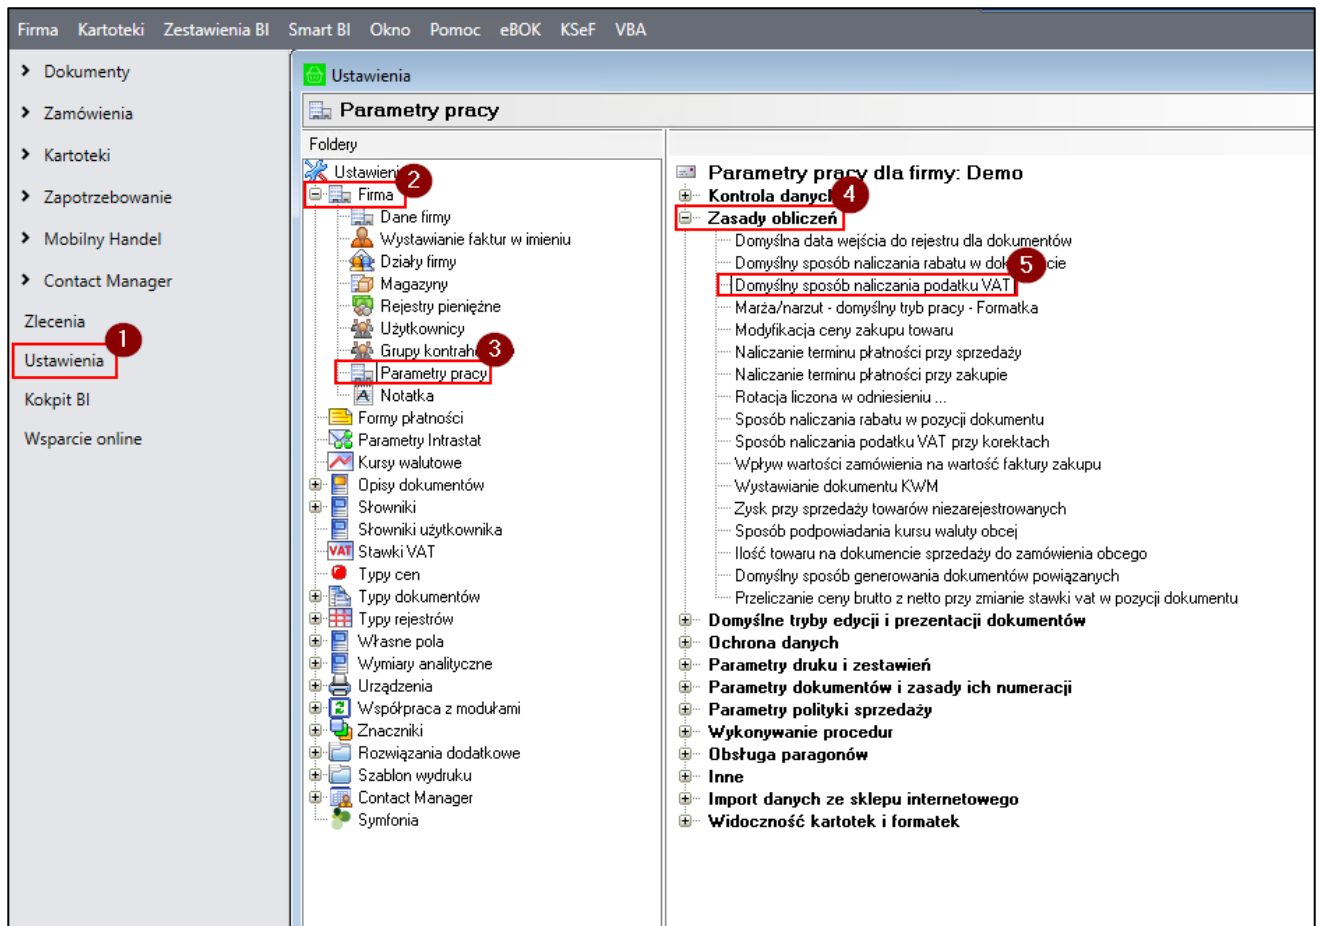 Firma Kartoteki Zestawienia BI Smart BI Okno Pomoc eBOK KSeF VBA
Dokumenty
Zamówienia
Kartoteki
Zapotrzebowanie
Mobilny Handel
Contact Manager
Zlecenia
1
Ustawienia
Kokpit BI
Wsparcie online
Ustawienia
Parametry pracy
Foldery
Ustawieni
2
Firma
Dane firmy
Wystawianie faktur w imieniu
Działy firmy
Magazyny
Rejestry pieniężne
Użytkownicy
Grupy kontrah
3
Parametry pracy
Notatka
Formy płatności
Parametry Intrastat
Kursy walutowe
Opisy dokumentów
Słowniki
Słowniki użytkownika
VAT Stawki VAT
Typy cen
Typy dokumentów
Typy rejestrów
Własne pola
Wymiary analityczne
Urządzenia
Współpraca z modułami
Znaczniki
Rozwiązania dodatkowe
Szablon wydruku
Contact Manager
Symfonia
Parametry pracy dla firmy: Demo
Kontrola danych
4
Zasady obliczeń
Domyślna data wejścia do rejestru dla dokumentów
Domyślny sposób naliczania rabatu w dok cie
5
Domyślny sposób naliczania podatku VAT
Marża/narzut - domyślny tryb pracy - Formatka
Modyfikacja ceny zakupu towaru
Naliczanie terminu płatności przy sprzedaży
Naliczanie terminu płatności przy zakupie
Rotacja liczona w odniesieniu ...
Sposób naliczania rabatu w pozycji dokumentu
Sposób naliczania podatku VAT przy korektach
Wpływ wartości zamówienia na wartość faktury zakupu
Wystawianie dokumentu KWM
Zysk przy sprzedaży towarów niezarejestrowanych
Sposób podpowiadania kursu waluty obcej
Ilość towaru na dokumencie sprzedaży do zamówienia obcego
Domyślny sposób generowania dokumentów powiązanych
Przeliczanie ceny brutto z netto przy zmianie stawki vat w pozycji dokumentu
Domyślne tryby edycji i prezentacji dokumentów
Ochrona danych
Parametry druku i zestawień
Parametry dokumentów i zasady ich numeracji
Parametry polityki sprzedaży
Wykonywanie procedur
Obsługa paragonów
Inne
Import danych ze sklepu internetowego
Widoczność kartotek i formatek